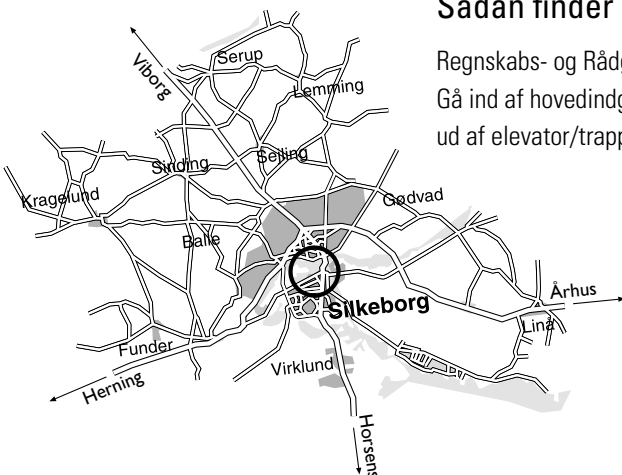 Sådan finder
Regnskabs- og Rådg
Gå ind af hovedindg
ud af elevator/trapp
Viborg
Serup
Lemming
Sinding
Sejling
Kragelund
Gødvad
Balle
Århus
Silkeborg
Linå
Funder
Virklund
Herning
Horsens